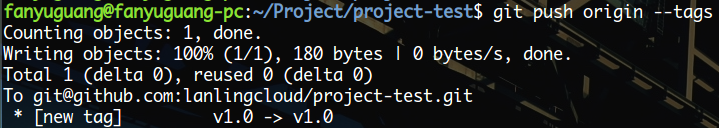 fanyuguang@fanyuguang-pc:~/Project/project-test$ git push origin --tags
Counting objects: 1, done.
Writing objects: 100% (1/1), 180 bytes | 0 bytes/s, done.
Total 1 (delta 0), reused 0 (delta 0)
To git@github.com:lanlingcloud/project-test.git
 * [new tag]         v1.0 -> v1.0